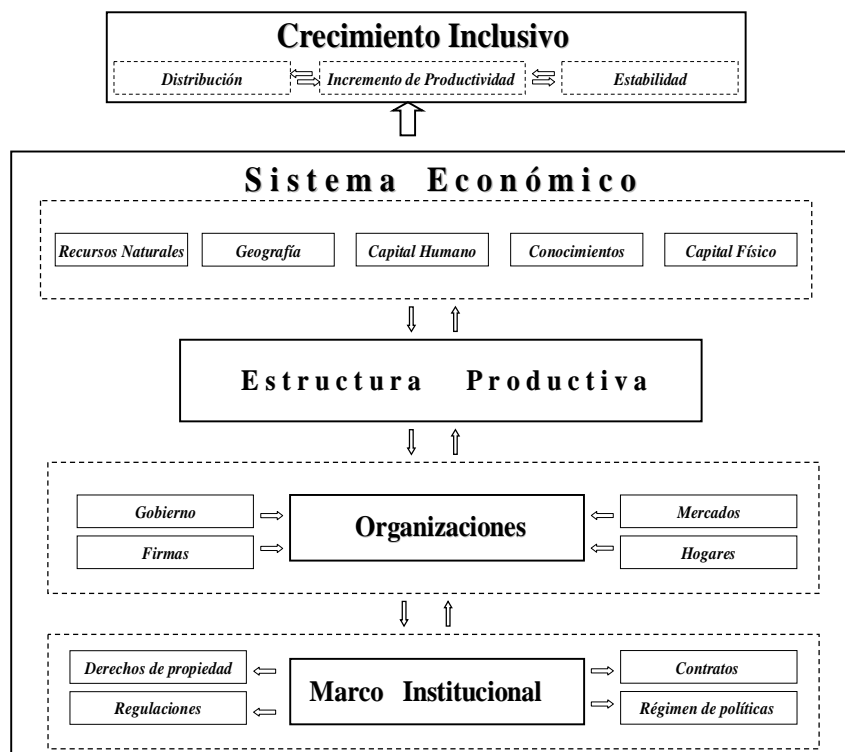 Crecimiento Inclusivo
Distribución
Incremento de Productividad
Estabilidad
Sistema Económico
Recursos Naturales
Geografía
Capital Humano
Conocimientos
Capital Físico
Estructura Productiva
Gobierno
Organizaciones
Mercados
Firmas
Hogares
Derechos de propiedad
Marco Institucional
Contratos
Regulaciones
Régimen de políticas